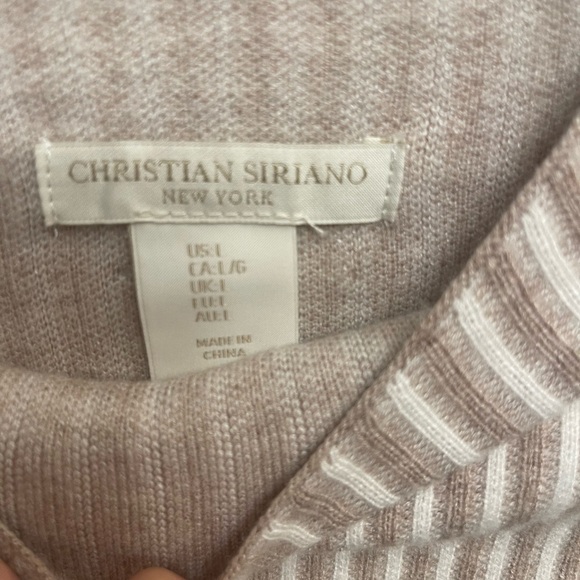 CHRISTIAN SIRIANO
NEW YORK
US:L
CA:L/G
UK:L
EU:L
AU:L
MADE IN
CHINA